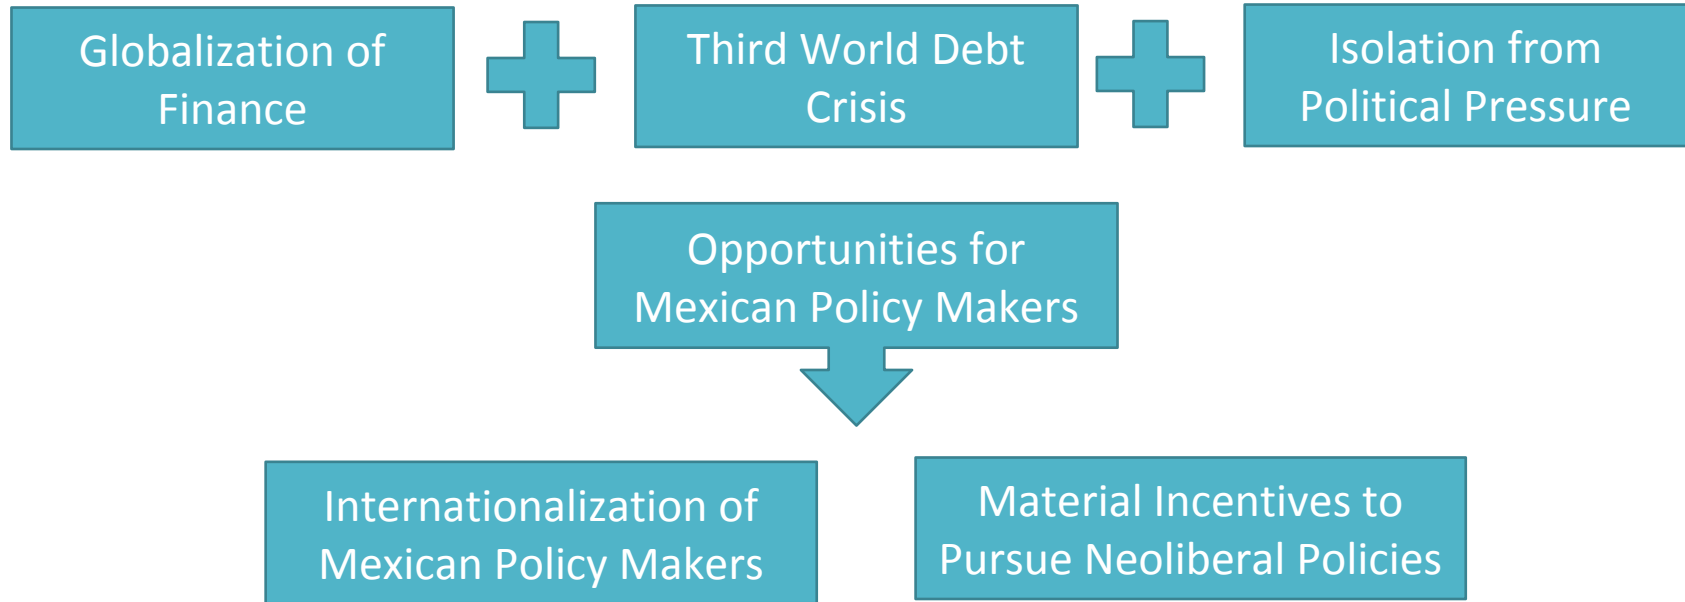 Globalization of
Finance
Third World Debt
Crisis
Isolation from
Political Pressure
Opportunities for
Mexican Policy Makers
Internationalization of
Mexican Policy Makers
Material Incentives to
Pursue Neoliberal Policies